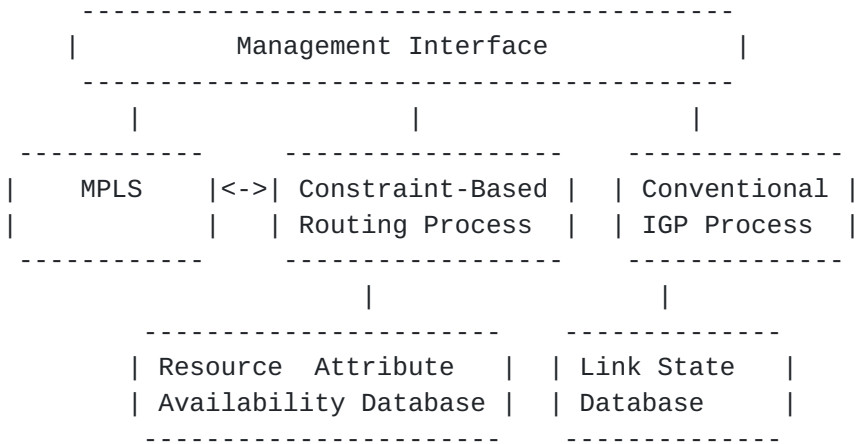 Management Interface
MPLS <-> Constraint-Based Conventional
Routing Process IGP Process
Resource Attribute Link State
Availability Database Database